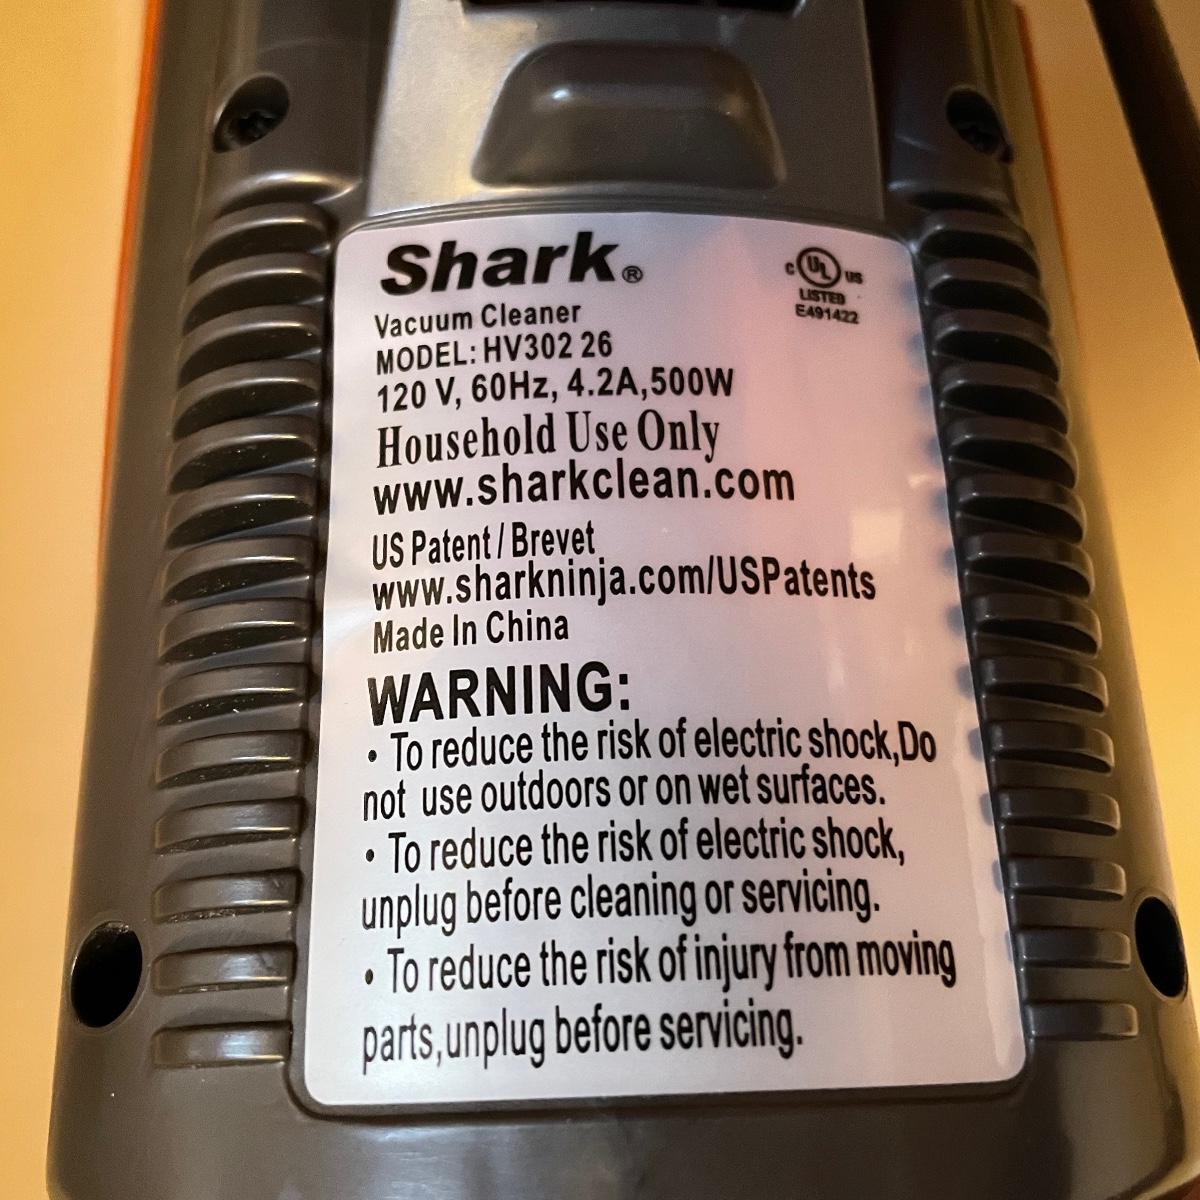 Shark®
C UL US
LISTED
E491422
Vacuum Cleaner
MODEL: HV302 26
120 V, 60Hz, 4.2A,500W
Household Use Only
www.sharkclean.com
US Patent / Brevet
www.sharkninja.com/USPatents
Made In China
WARNING:
• To reduce the risk of electric shock,Do
not use outdoors or on wet surfaces.
• To reduce the risk of electric shock,
unplug before cleaning or servicing.
• To reduce the risk of injury from moving
parts,unplug before servicing.